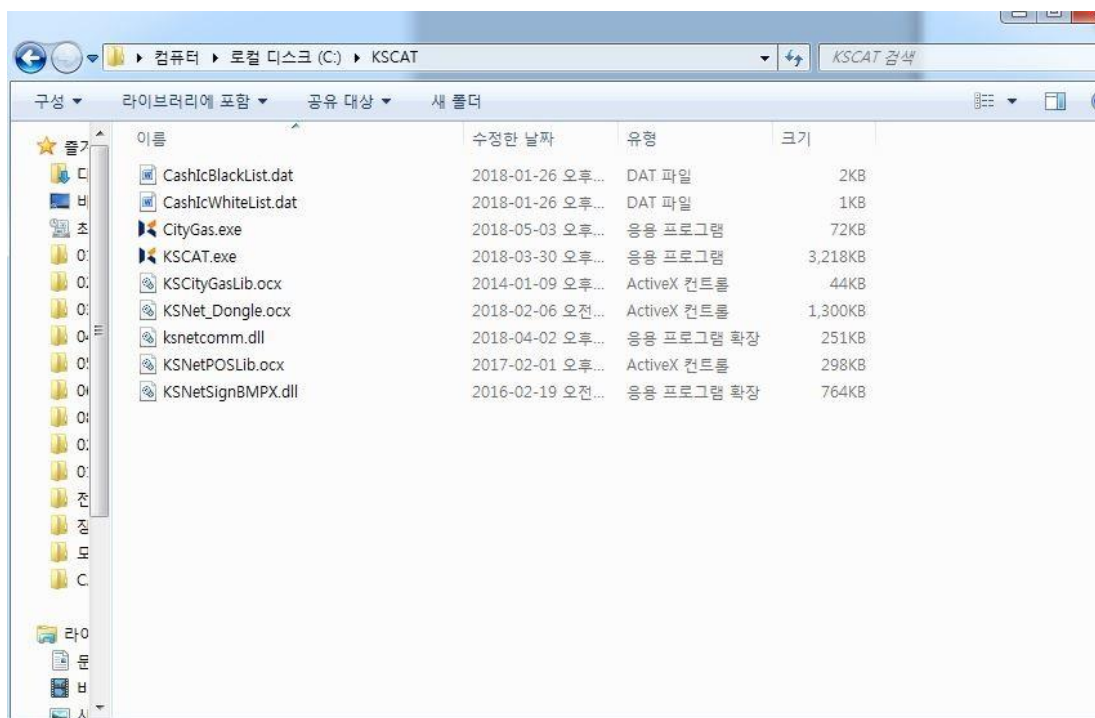 컴퓨터 ▸ 로컬 디스크 (C:) ▸ KSCAT KSCAT 검색
구성 라이브러리에 포함 공유 대상 새 폴더
이름 수정한 날짜 유형 크기
CashIcBlackList.dat 2018-01-26 오후... DAT 파일 2KB
CashIcWhiteList.dat 2018-01-26 오후... DAT 파일 1KB
CityGas.exe 2018-05-03 오후... 응용 프로그램 72KB
KSCAT.exe 2018-03-30 오후... 응용 프로그램 3,218KB
KSCityGasLib.ocx 2014-01-09 오후... ActiveX 컨트롤 44KB
KSNet_Dongle.ocx 2018-02-06 오전... ActiveX 컨트롤 1,300KB
ksnetcomm.dll 2018-04-02 오후... 응용 프로그램 확장 251KB
KSNetPOSLib.ocx 2017-02-01 오후... ActiveX 컨트롤 298KB
KSNetSignBMPX.dll 2016-02-19 오전... 응용 프로그램 확장 764KB